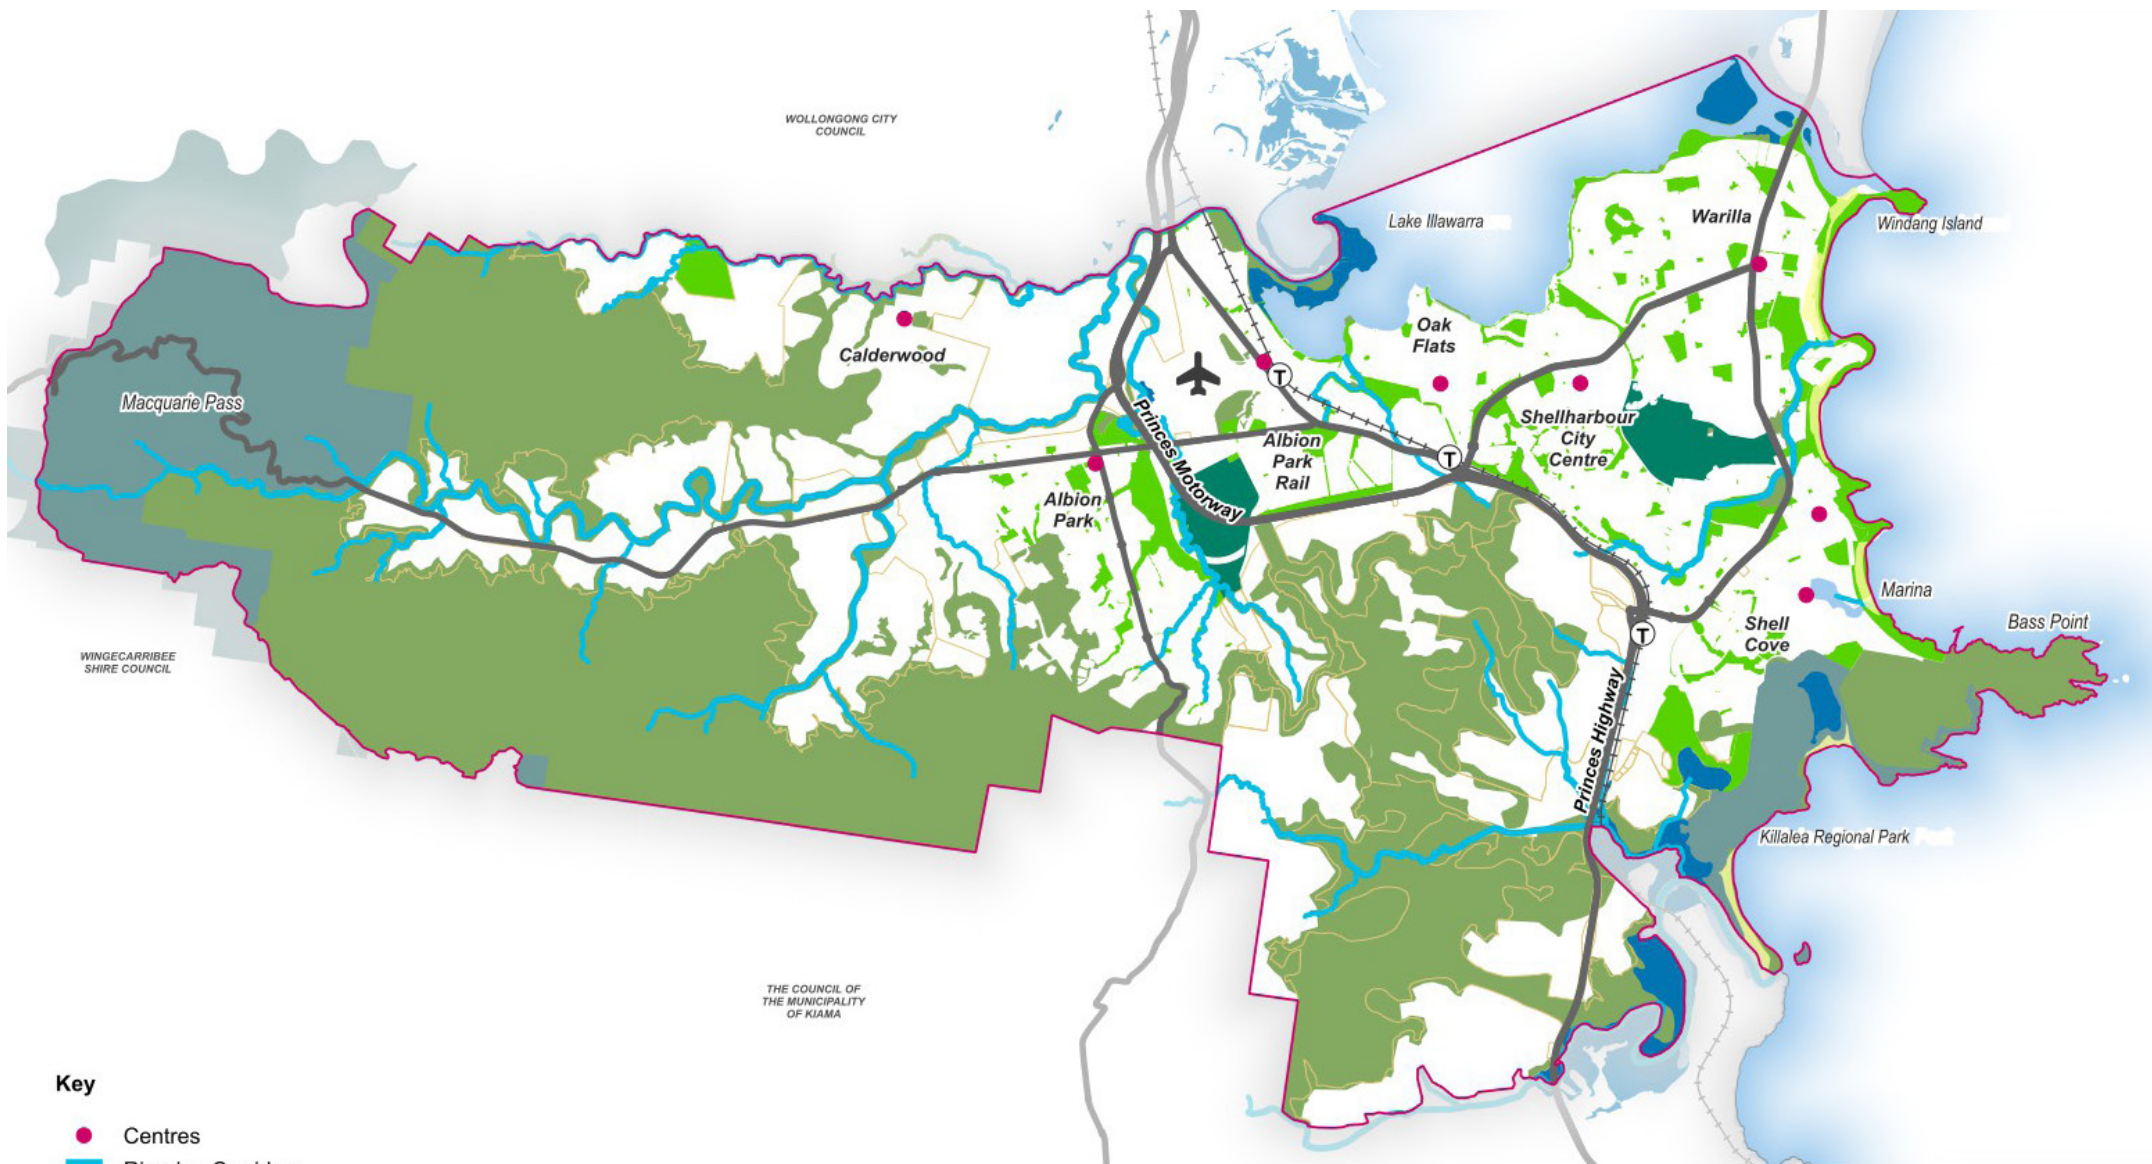 WOLLONGONG CITY
COUNCIL
Lake Illawarra
Warilla
Windang Island
Oak
Flats
Calderwood
Macquarie Pass
Princes Motorway
Shellharbour
City
Centre
Albion
Park
Rail
T
T
Albion
Park
Marina
Bass Point
Shell
Cove
T
WINGECARRIBEE
SHIRE COUNCIL
Princes Highway
Killalea Regional Park
THE COUNCIL OF
THE MUNICIPALITY
OF KIAMA
Key
Centres